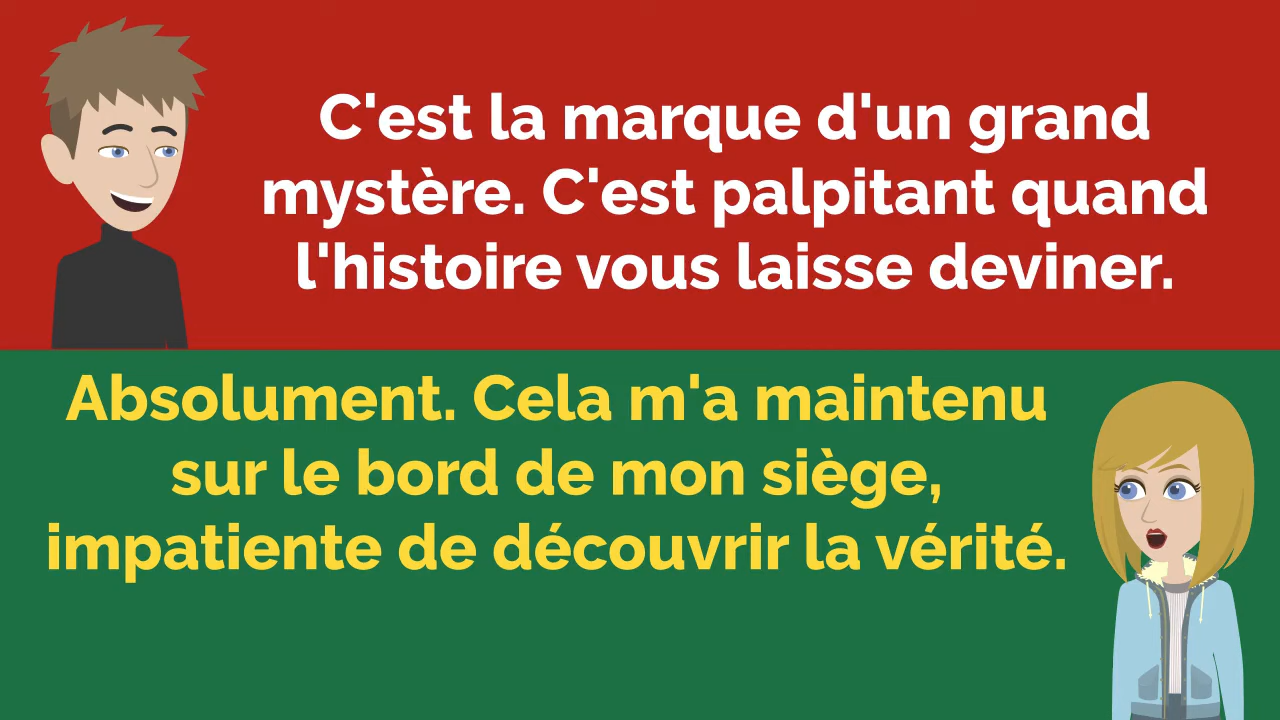 C'est la marque d'un grand
mystère. C'est palpitant quand
l'histoire vous laisse deviner.
Absolument. Cela m'a maintenu
sur le bord de mon siège,
impatiente de découvrir la vérité.